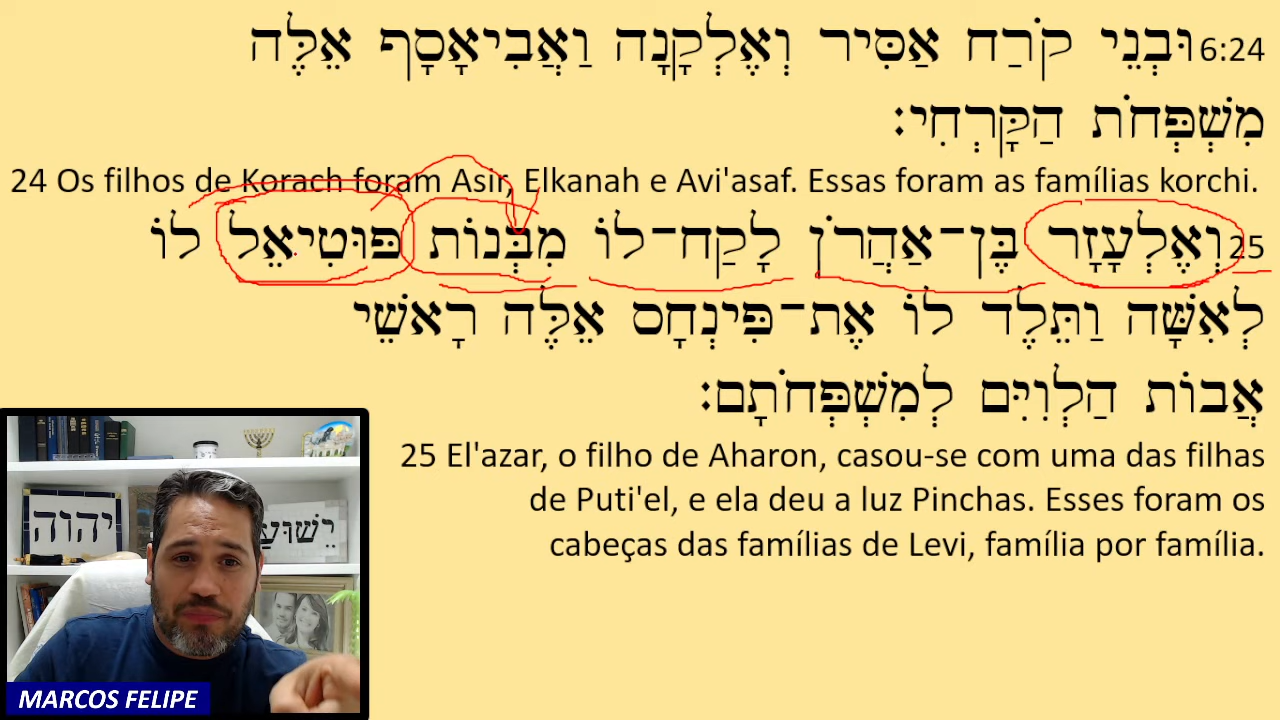 6:24 וּבְנֵי קֹרַח אַסִּיר וְאֶלְקָנָה וַאֲבִיאָסָף אֵלֶּה
מִשְׁפְּחֹת הַקָּרְחִי׃
24 Os filhos de Korach foram Asir, Elkanah e Avi'asaf. Essas foram as famílias korchi.
25 וְאֶלְעָזָר בֶּן־אַהֲרֹן לָקַח־לוֹ מִבְּנוֹת פּוּטִיאֵל לוֹ
לְאִשָּׁה וַתֵּלֶד לוֹ אֶת־פִּינְחָס אֵלֶּה רָאשֵׁי
אֲבוֹת הַלְוִיִּם לְמִשְׁפְּחֹתָם׃
25 El'azar, o filho de Aharon, casou-se com uma das filhas
de Puti'el, e ela deu a luz Pinchas. Esses foram os
cabeças das famílias de Levi, família por família.
יהוה
MARCOS FELIPE